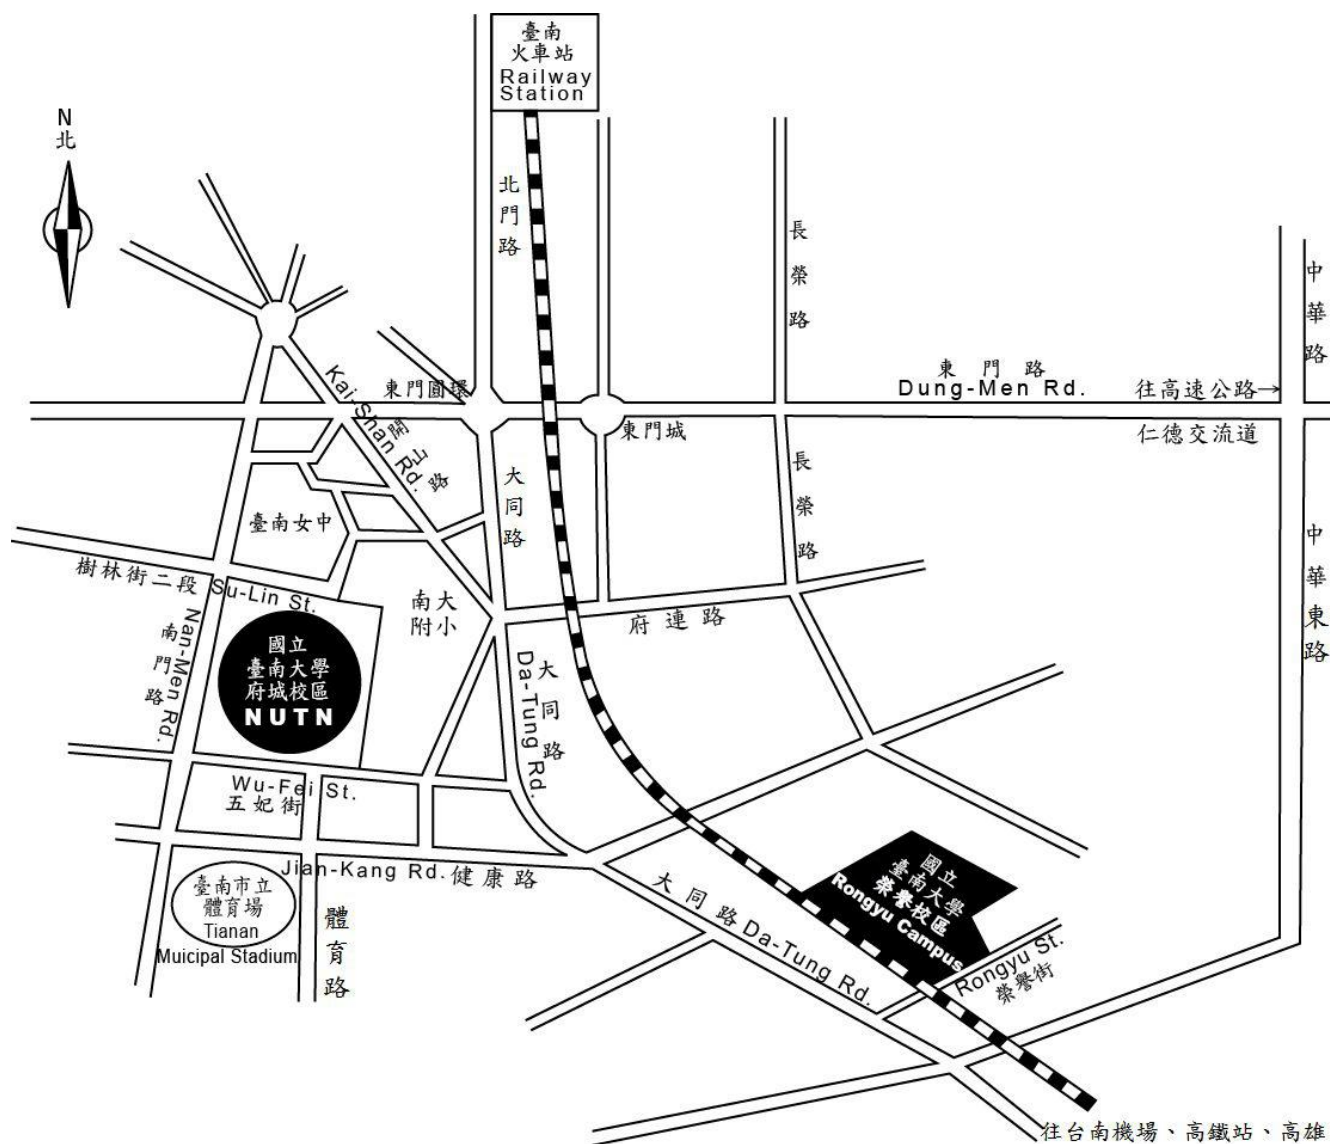 臺南
火車站
Railway
Station
N
北
北門路
長榮路
中華路
東門路
Dung-Men Rd.
往高速公路→
仁德交流道
東門圓環
東門城
Kai-Shan Rd.
開山路
大同路
長榮路
中華東路
臺南女中
樹林街二段 Su-Lin St.
南大
附小
府連路
Nan-Men Rd.
南門路
國立
臺南大學
府城校區
NUTN
大同路
Da-Tung Rd.
Wu-Fei St.
五妃街
Jian-Kang Rd. 健康路
臺南市立
體育場
Tianan
Muicipal Stadium
體育路
大同路 Da-Tung Rd.
國立
臺南大學
榮譽校區
Rongyu Campus
Rongyu St.
榮譽街
往台南機場、高鐵站、高雄